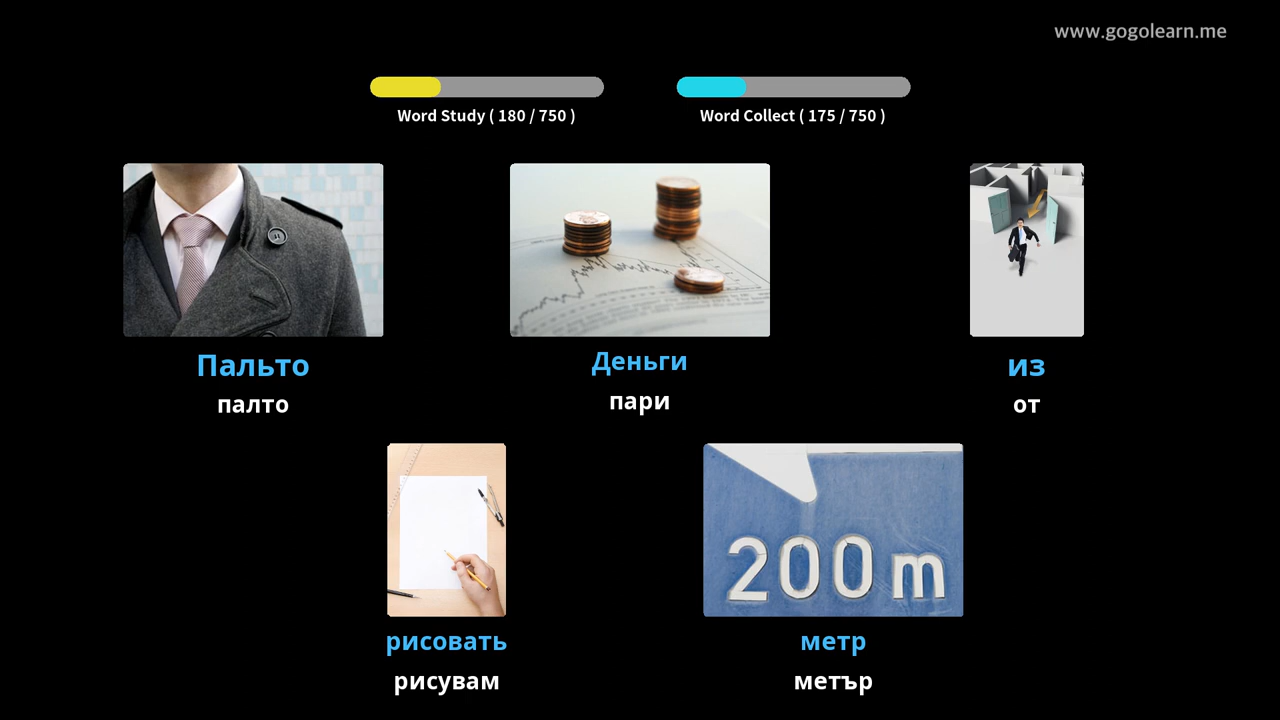 www.gogolearn.me
Word Study ( 180 / 750 )
Word Collect ( 175 / 750 )
Пальто
палто
Деньги
пари
из
от
200m
рисовать
рисувам
метр
метър